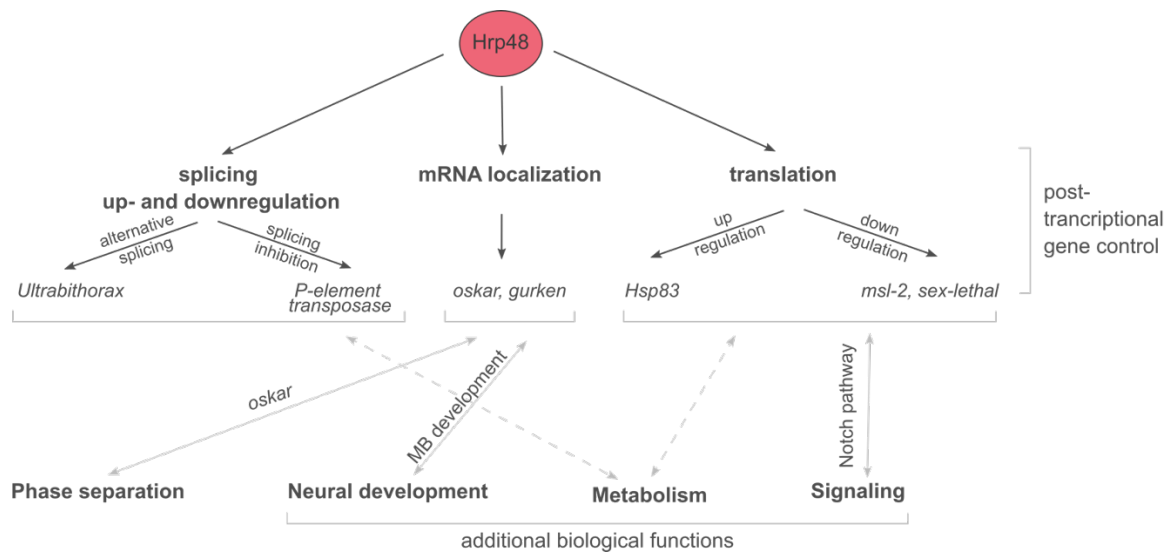 Hrp48
splicing
up- and downregulation
mRNA localization
translation
post-
trancriptional
gene control
alternative
splicing
splicing
inhibition
up
regulation
down
regulation
Ultrabithorax
P-element
transposase
oskar, gurken
Hsp83
msl-2, sex-lethal
oskar
MB development
Notch pathway
Phase separation
Neural development
Metabolism
Signaling
additional biological functions